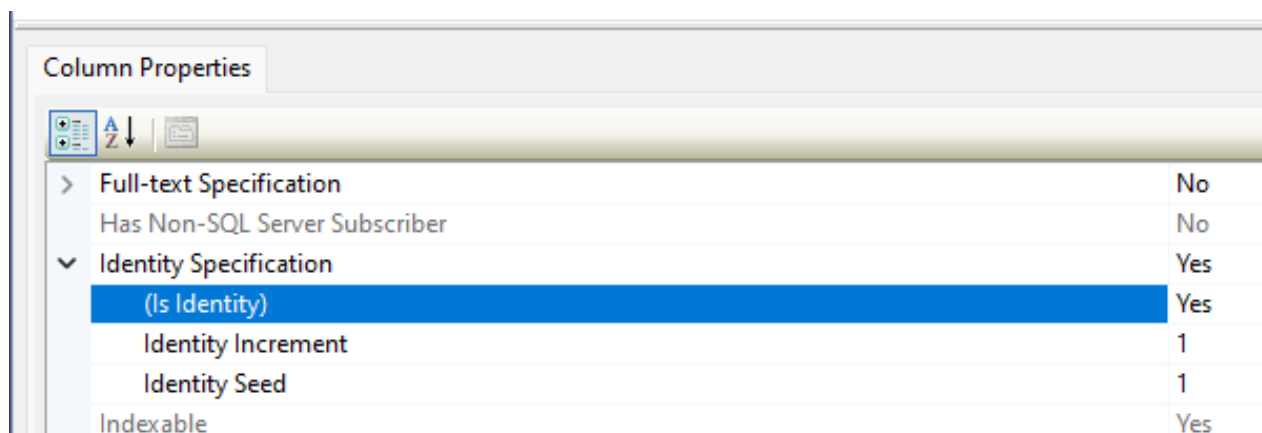 Column Properties
Full-text Specification No
Has Non-SQL Server Subscriber No
Identity Specification Yes
(Is Identity) Yes
Identity Increment 1
Identity Seed 1
Indexable Yes